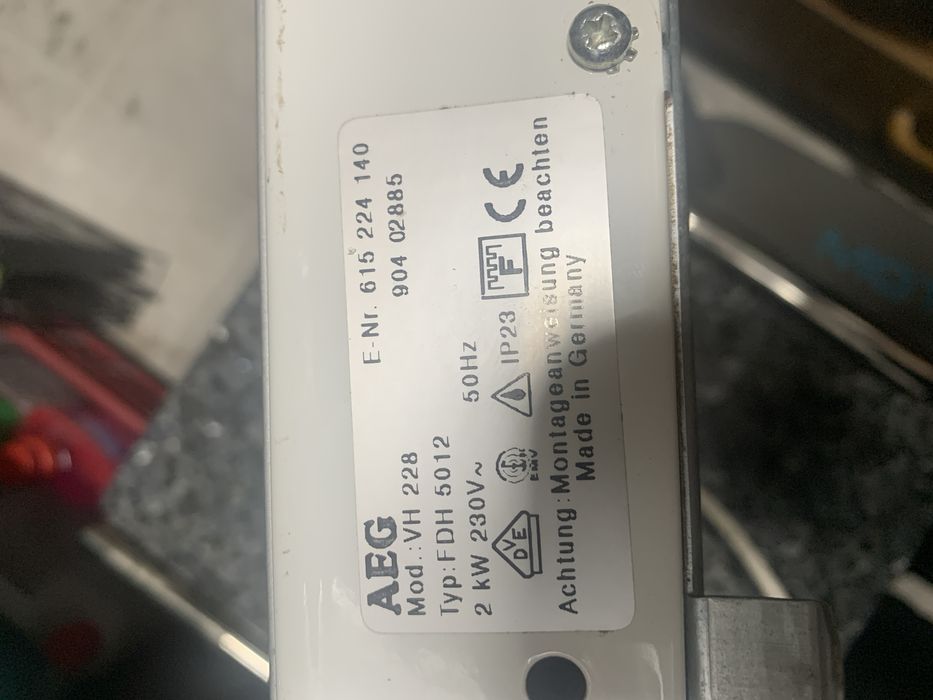 AEG
E-Nr. 615 224 140
Mod.:VH 228
904 02885
Typ:FDH 5012
2 kW 230V~ 50Hz
DVE EMV IP23 F CE
Achtung:Montageanweisung beachten
Made in Germany